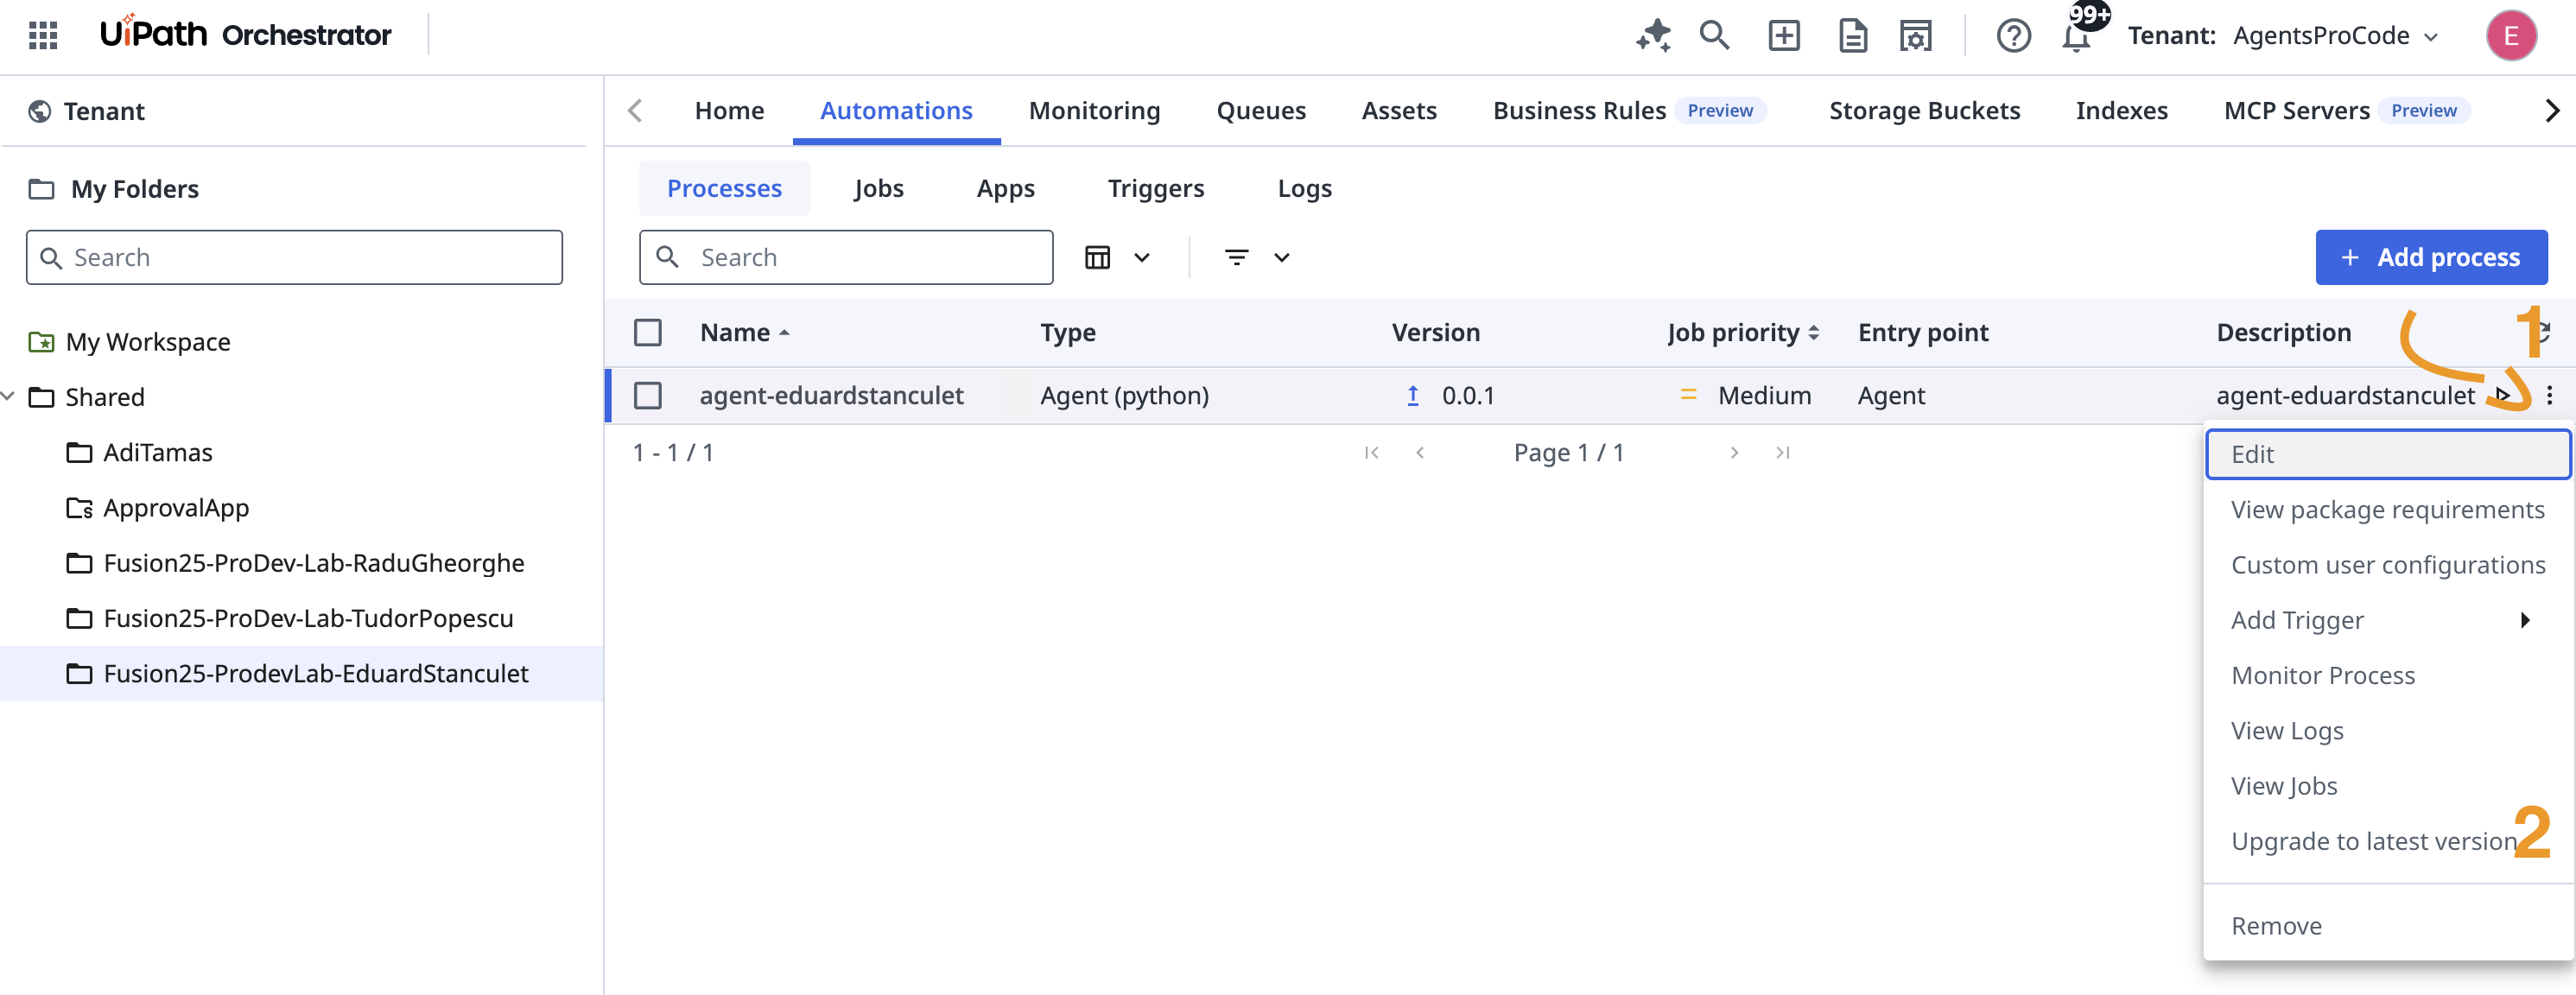 UiPath Orchestrator
99+
Tenant: AgentsProCode
E
Tenant
Home Automations Monitoring Queues Assets Business Rules Preview Storage Buckets Indexes MCP Servers Preview
My Folders
Processes Jobs Apps Triggers Logs
Search
Search
+ Add process
My Workspace
Shared
AdiTamas
ApprovalApp
Fusion25-ProDev-Lab-RaduGheorghe
Fusion25-ProDev-Lab-TudorPopescu
Fusion25-ProdevLab-EduardStanculet
Name Type Version Job priority Entry point Description
1
agent-eduardstanculet Agent (python) 0.0.1 Medium Agent agent-eduardstanculet
1 - 1 / 1 Page 1 / 1
Edit
View package requirements
Custom user configurations
Add Trigger
Monitor Process
View Logs
View Jobs
Upgrade to latest version 2
Remove